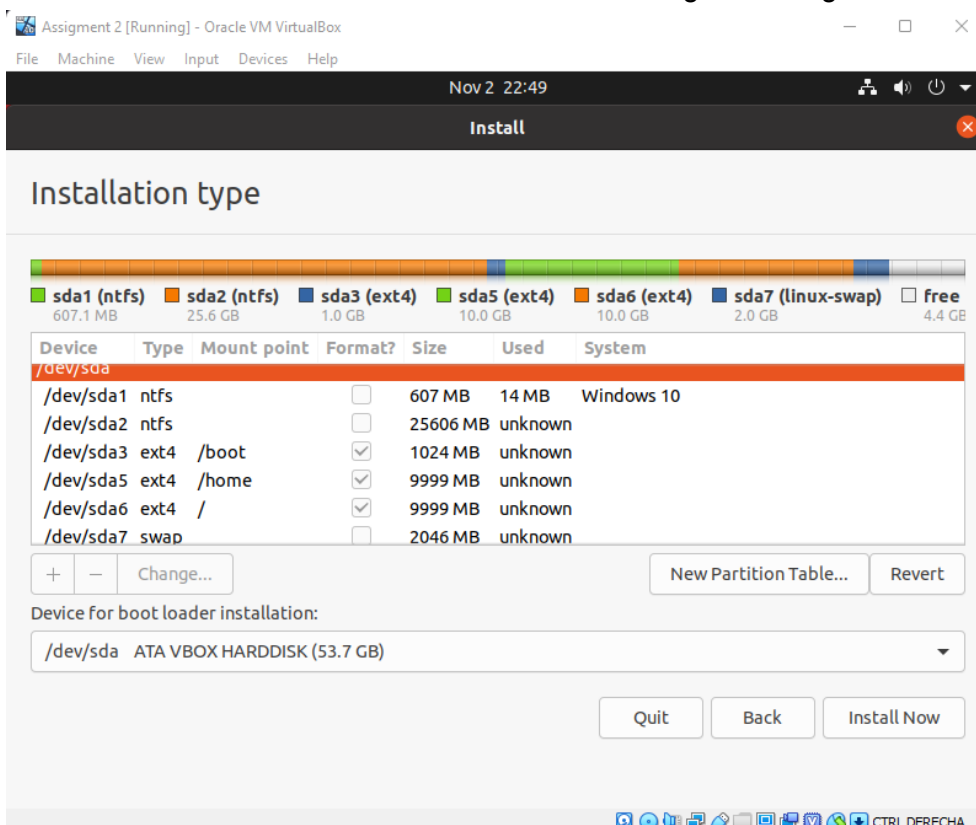 Assigment 2 [Running] - Oracle VM VirtualBox
File Machine View Input Devices Help
Nov 2 22:49
Install
Installation type
sda1 (ntfs) sda2 (ntfs) sda3 (ext4) sda5 (ext4) sda6 (ext4) sda7 (linux-swap) free
607.1 MB 25.6 GB 1.0 GB 10.0 GB 10.0 GB 2.0 GB 4.4 GB
Device Type Mount point Format? Size Used System
/dev/sda
/dev/sda1 ntfs 607 MB 14 MB Windows 10
/dev/sda2 ntfs 25606 MB unknown
/dev/sda3 ext4 /boot 1024 MB unknown
/dev/sda5 ext4 /home 9999 MB unknown
/dev/sda6 ext4 / 9999 MB unknown
/dev/sda7 swap 2046 MB unknown
+ − Change... New Partition Table... Revert
Device for boot loader installation:
/dev/sda ATA VBOX HARDDISK (53.7 GB)
Quit Back Install Now
CTRL DERECHA